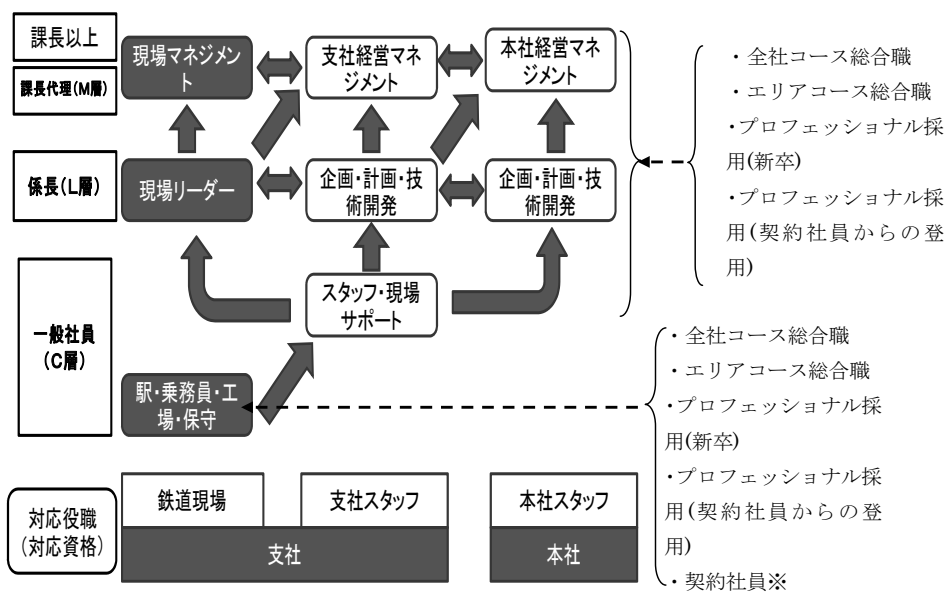 課長以上
課長代理(M層)
現場マネジメン
ト
支社経営マネ
ジメント
本社経営マネ
ジメント
係長(L層)
現場リーダー
企画・計画・技
術開発
企画・計画・技
術開発
一般社員
(C層)
スタッフ・現場
サポート
駅・乗務員・工
場・保守
対応役職
(対応資格)
鉄道現場
支社スタッフ
本社スタッフ
支社
本社
・全社コース総合職
・エリアコース総合職
・プロフェッショナル採
用(新卒)
・プロフェッショナル採
用(契約社員からの登
用)
・全社コース総合職
・エリアコース総合職
・プロフェッショナル採
用(新卒)
・プロフェッショナル採
用(契約社員からの登
用)
・契約社員※